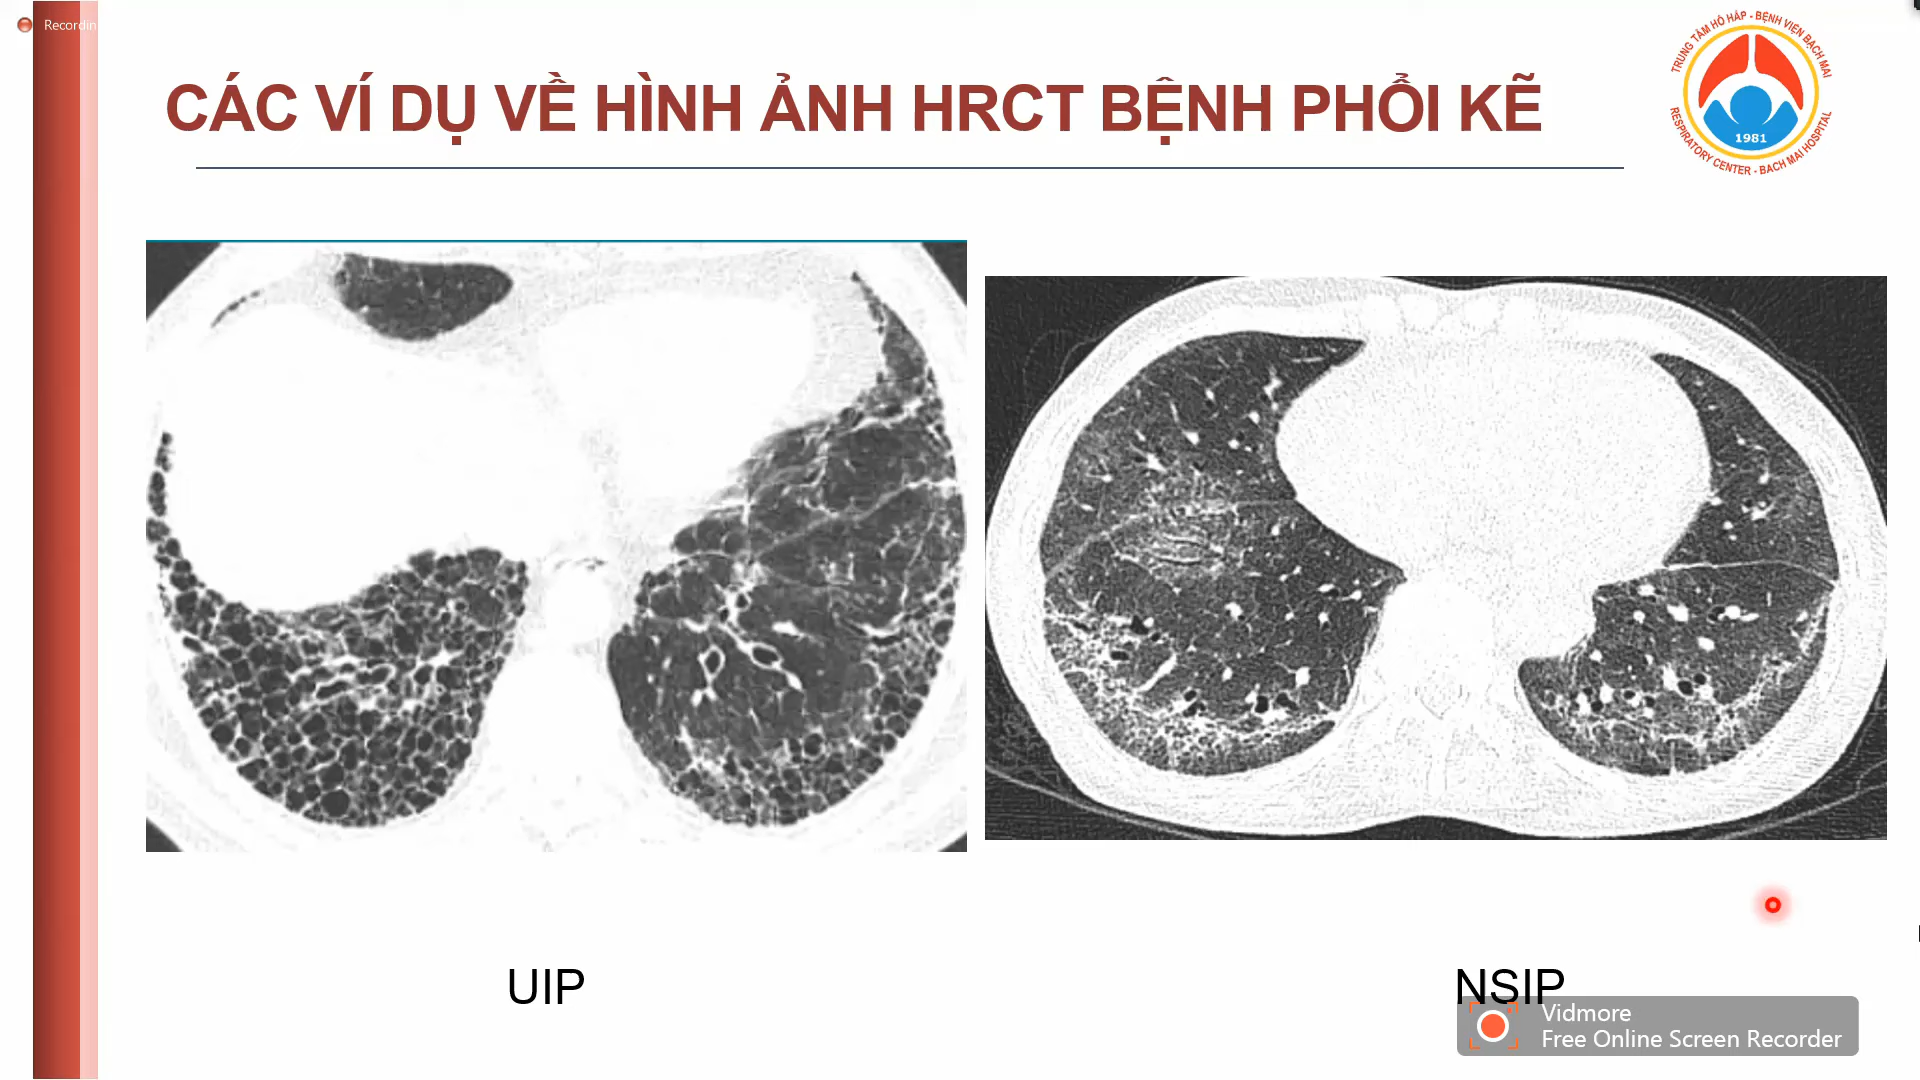 Recordin
CÁC VÍ DỤ VỀ HÌNH ẢNH HRCT BỆNH PHỔI KẼ
TRUNG TÂM HÔ HẤP - BỆNH VIỆN BẠCH MAI
1981
RESPIRATORY CENTER - BACH MAI HOSPITAL
UIP
NSIP
Vidmore
Free Online Screen Recorder